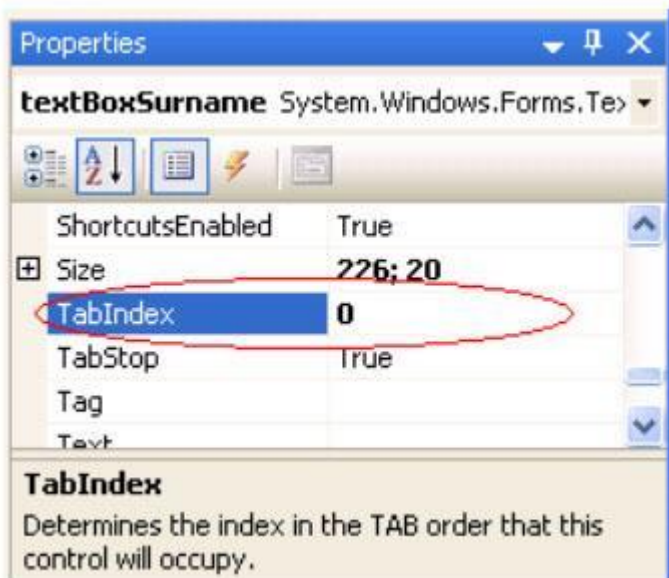 Properties
textBoxSurname System.Windows.Forms.Te
A
Z
ShortcutsEnabled True
Size 226; 20
TabIndex 0
TabStop True
Tag
Text
TabIndex
Determines the index in the TAB order that this
control will occupy.